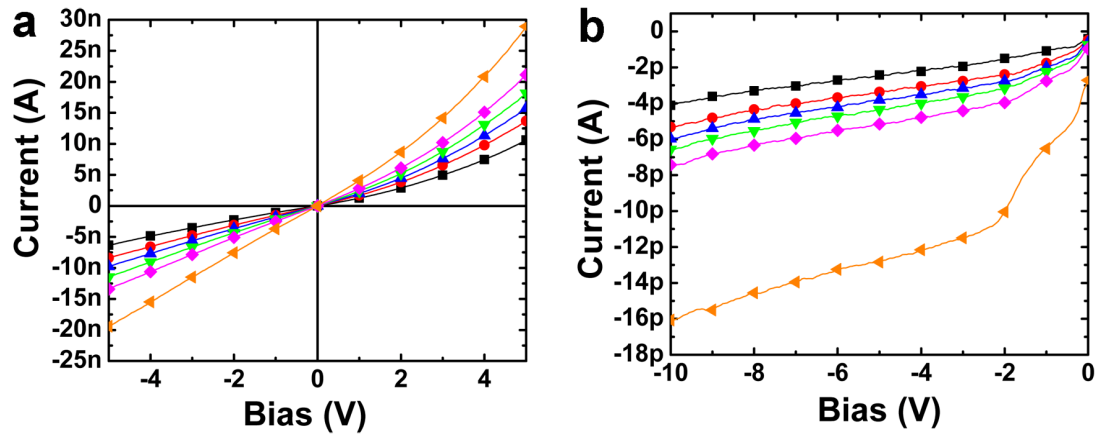 a
30n
25n
20n
15n
10n
5n
0
-5n
-10n
-15n
-20n
-25n
Current (A)
-4 -2 0 2 4
Bias (V)
b
-0
-2p
-4p
-6p
-8p
-10p
-12p
-14p
-16p
-18p
Current (A)
-10 -8 -6 -4 -2 0
Bias (V)